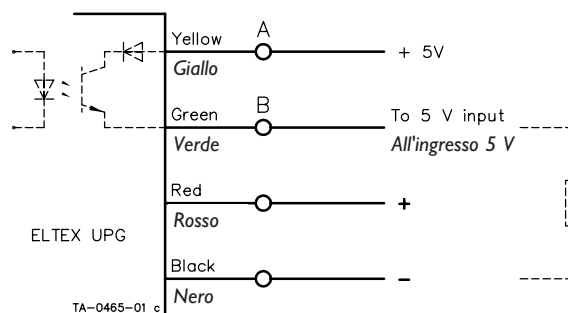 A
Yellow
Giallo
+ 5V
B
Green
Verde
To 5 V input
All'ingresso 5 V
Red
Rosso
+
ELTEX UPG
Black
Nero
−
TA-0465-01 c